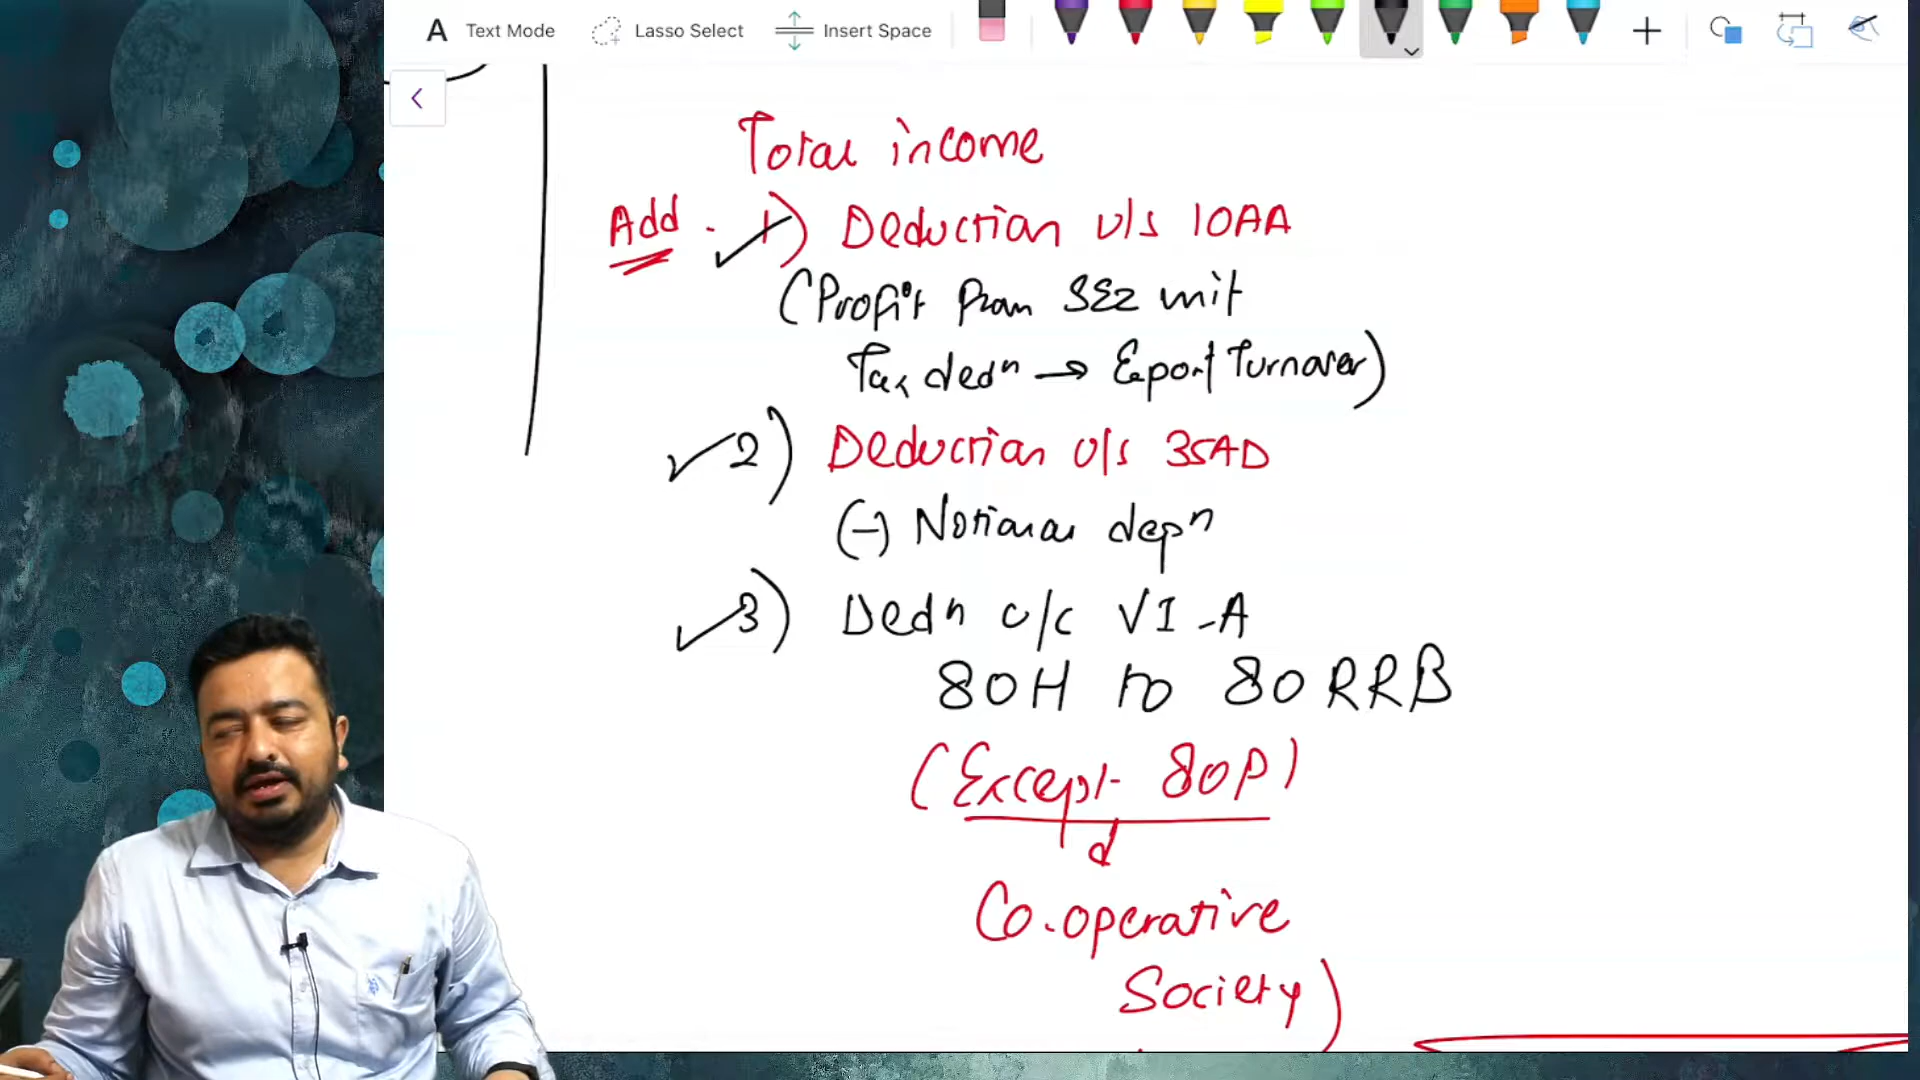 A Text Mode Lasso Select Insert Space
Total income
Add. 1) Deduction u/s 10AA
(Profit from SEZ unit
Tax dedn → Export Turnover)
2) Deduction u/s 35AD
(-) Notional depn
3) Dedn u/c VI-A
80H to 80RRB
(Except 80P)
Co.operative
Society)